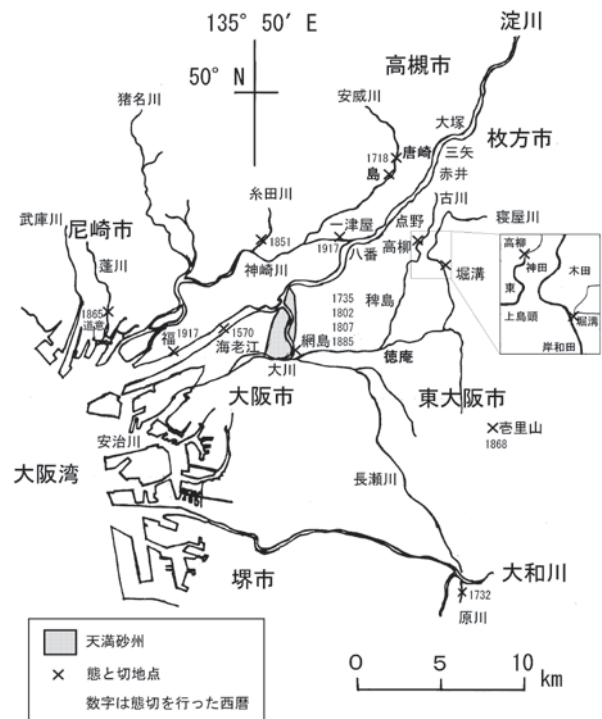 135° 50′ E
淀川
50° N
高槻市
猪名川
安威川
大塚
枚方市
1718
唐崎
三矢
島
赤井
古川
糸田川
武庫川
尼崎市
一津屋
点野
寝屋川
1851
1917
高柳
八番
蓬川
神崎川
堀溝
高柳
神田
木田
東
上島頭
堀溝
岸和田
1865
道意
福
1917
1570
海老江
稗島
1735
1802
1807
1885
網島
徳庵
大川
大阪市
東大阪市
壱里山
1868
安治川
大阪湾
長瀬川
堺市
大和川
1732
原川
天満砂州
態と切地点
数字は態切を行った西暦
0 5 10 km